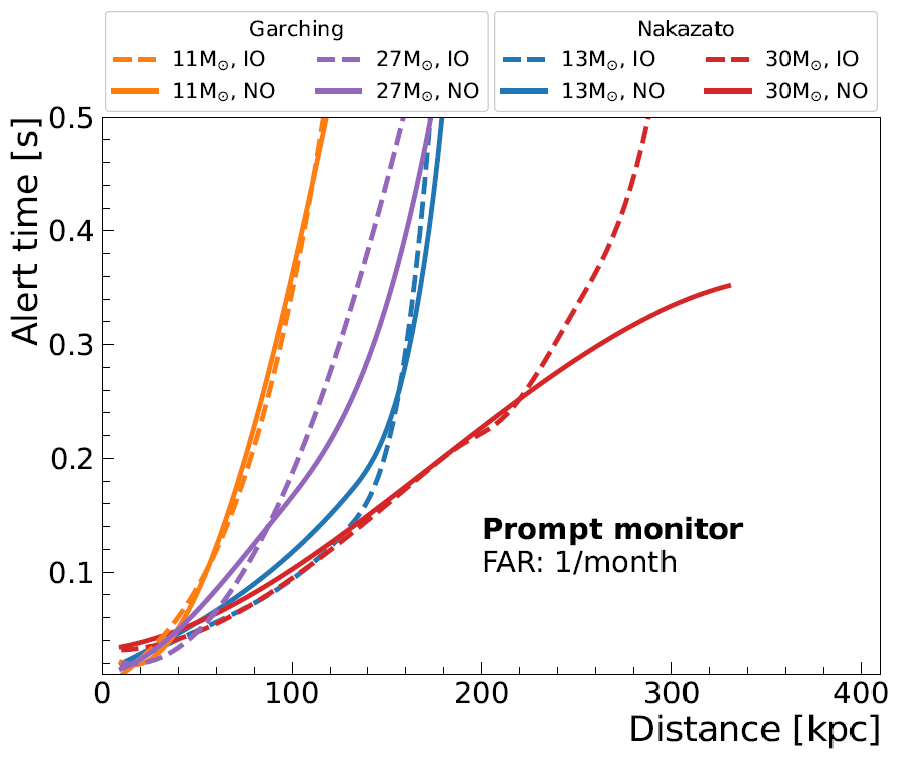 Garching
11M⊙, IO 27M⊙, IO
11M⊙, NO 27M⊙, NO
Nakazato
13M⊙, IO 30M⊙, IO
13M⊙, NO 30M⊙, NO
Alert time [s]
0.5
0.4
0.3
0.2
0.1
Prompt monitor
FAR: 1/month
0 100 200 300 400
Distance [kpc]